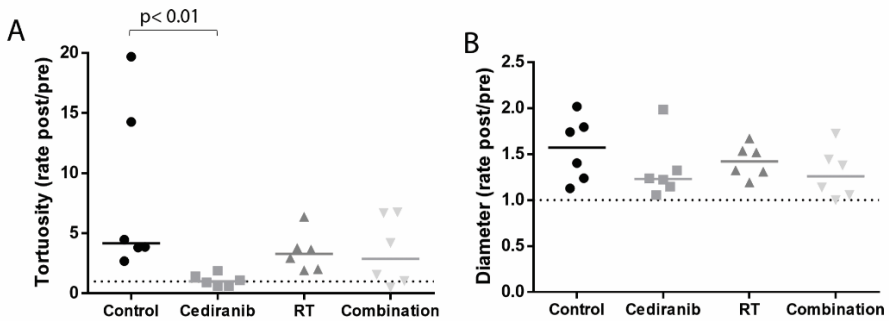 A
p< 0.01
Tortuosity (rate post/pre)
20
15
10
5
0
Control Cediranib RT Combination
B
Diameter (rate post/pre)
2.5
2.0
1.5
1.0
0.5
0.0
Control Cediranib RT Combination